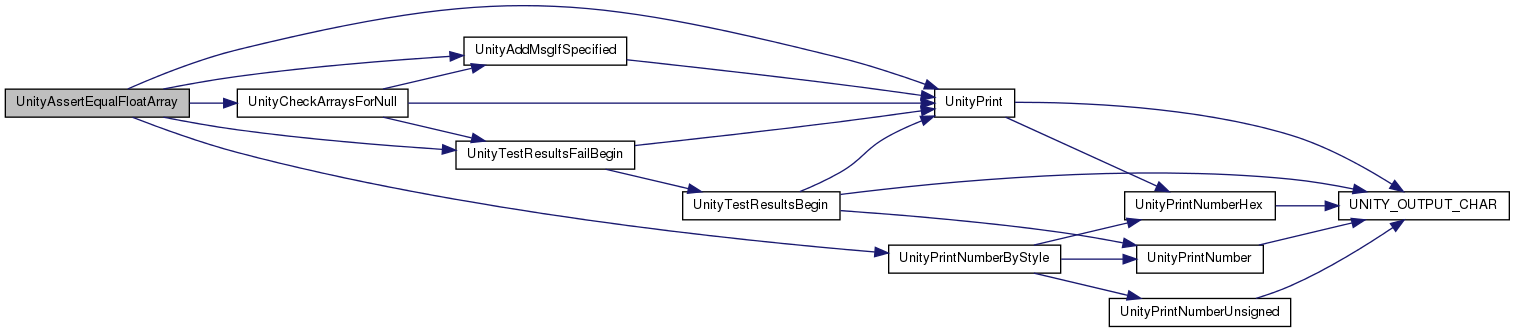 UnityAssertEqualFloatArray
UnityAddMsgIfSpecified
UnityCheckArraysForNull
UnityPrint
UnityTestResultsFailBegin
UnityTestResultsBegin
UnityPrintNumberHex
UNITY_OUTPUT_CHAR
UnityPrintNumberByStyle
UnityPrintNumber
UnityPrintNumberUnsigned